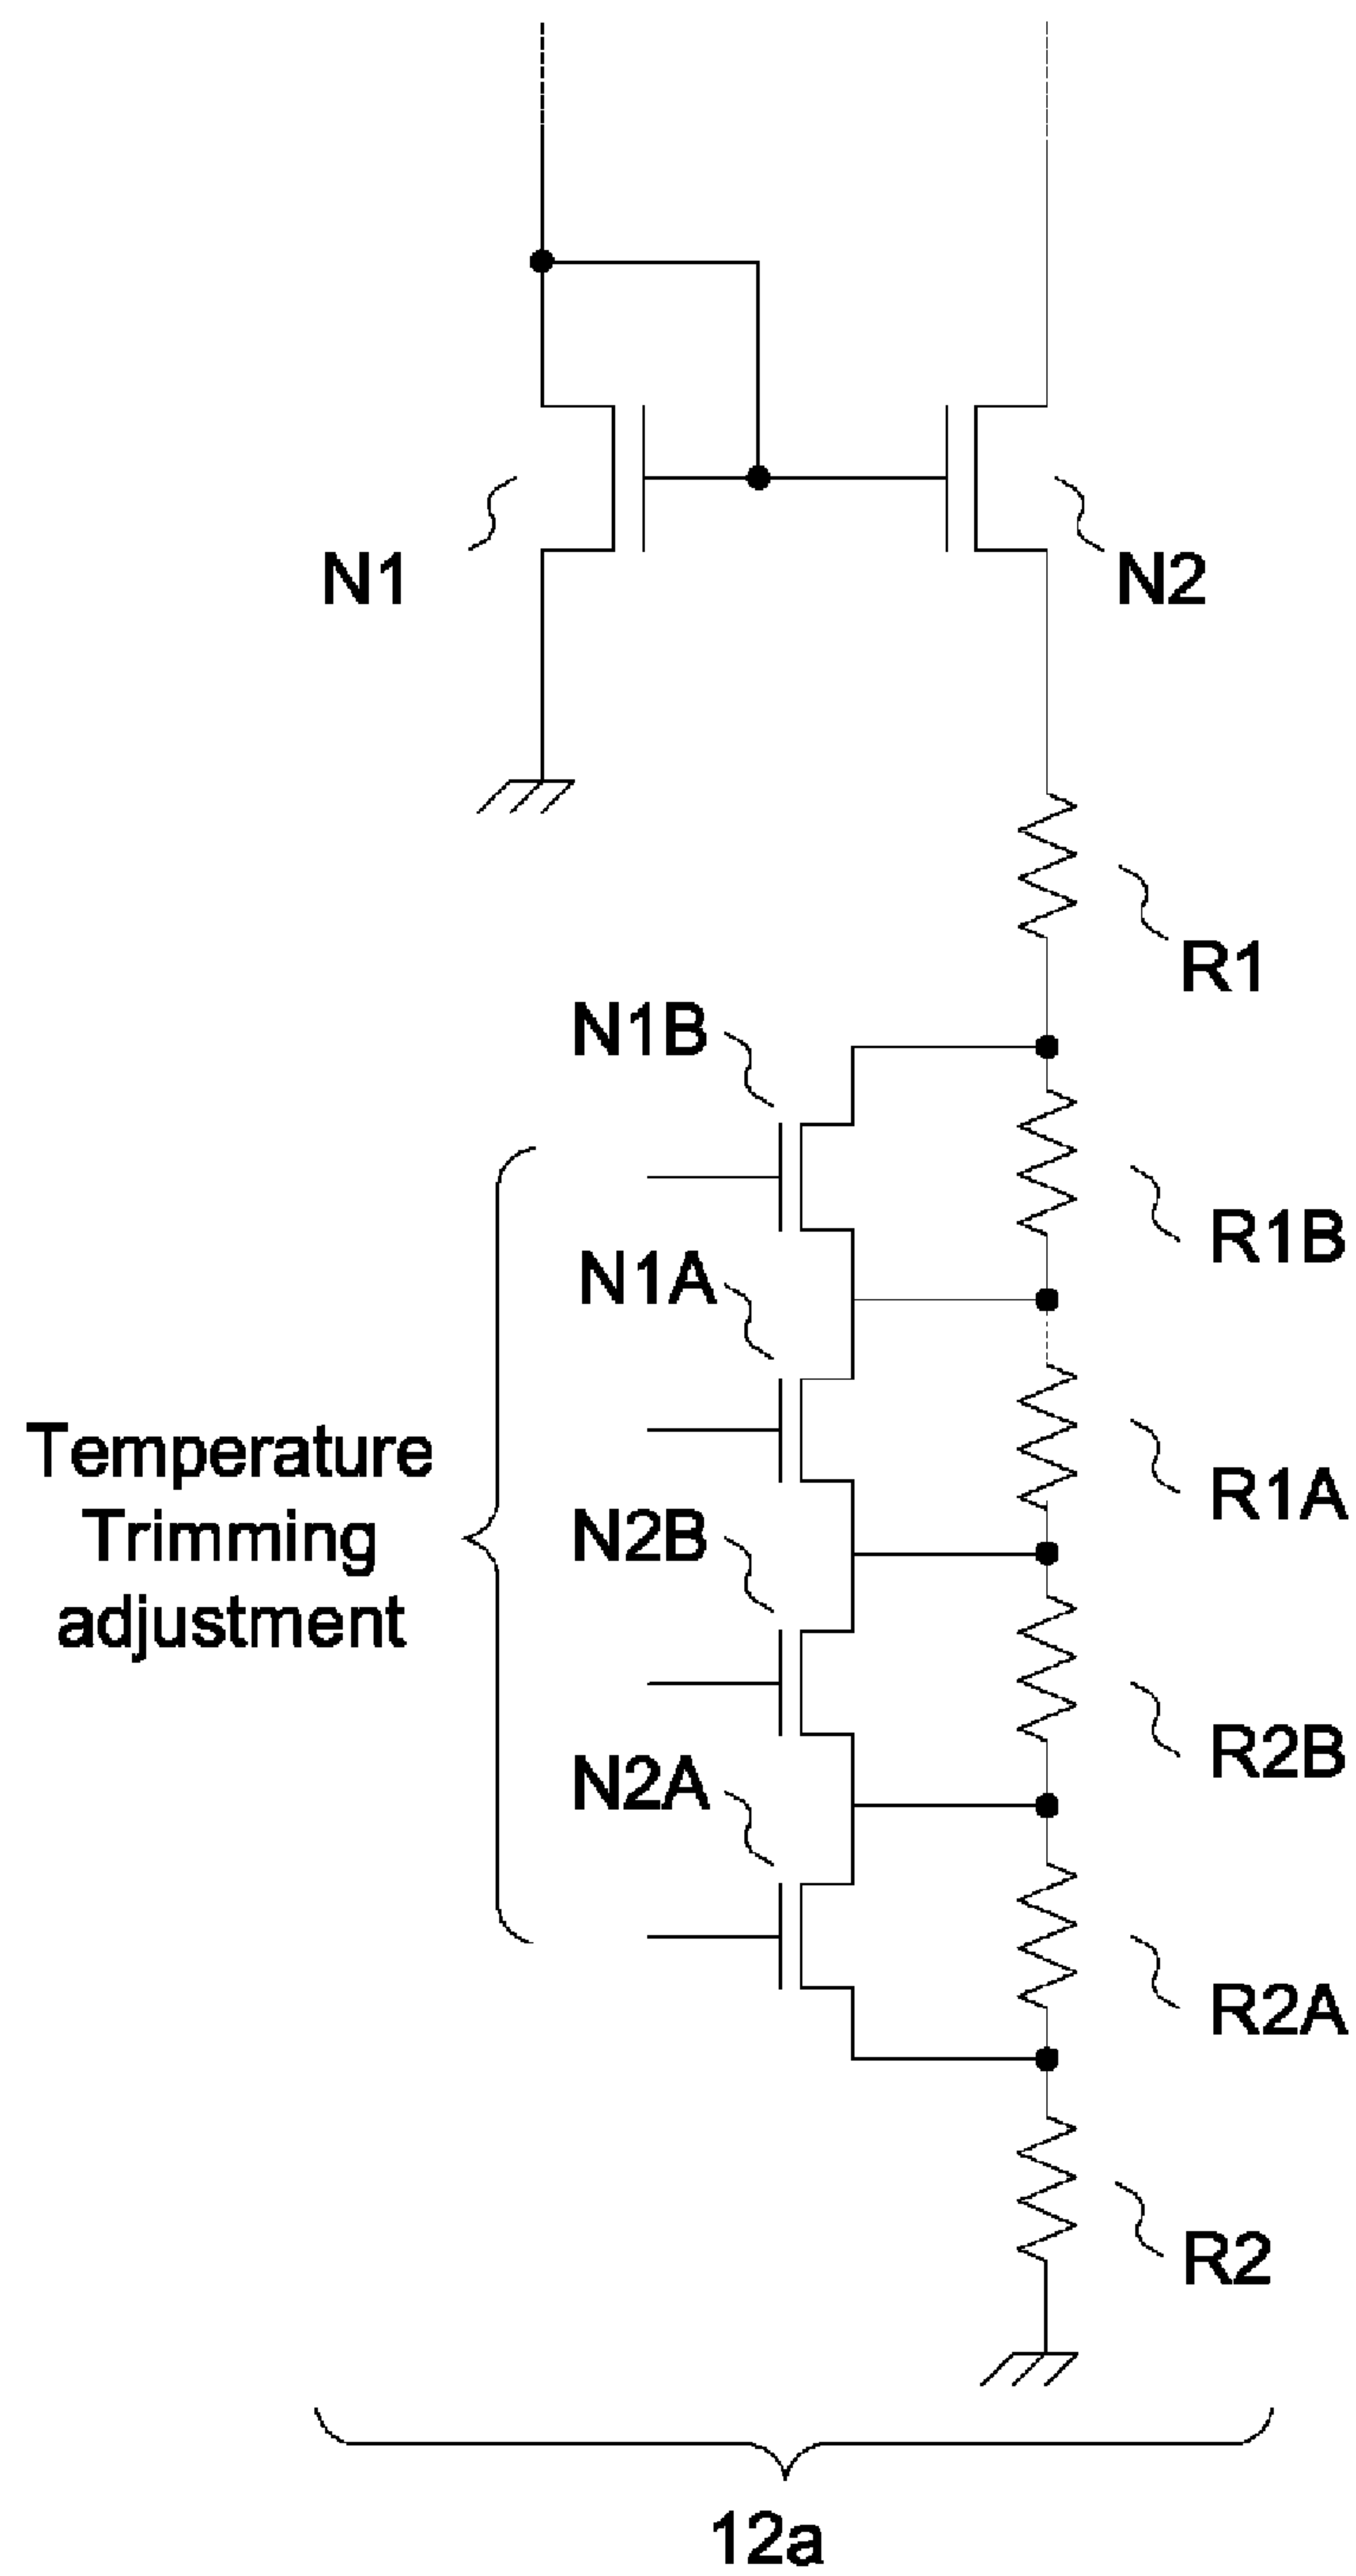 N1
N2
R1
N1B
R1B
N1A
R1A
Temperature
Trimming
adjustment
N2B
R2B
N2A
R2A
R2
12a